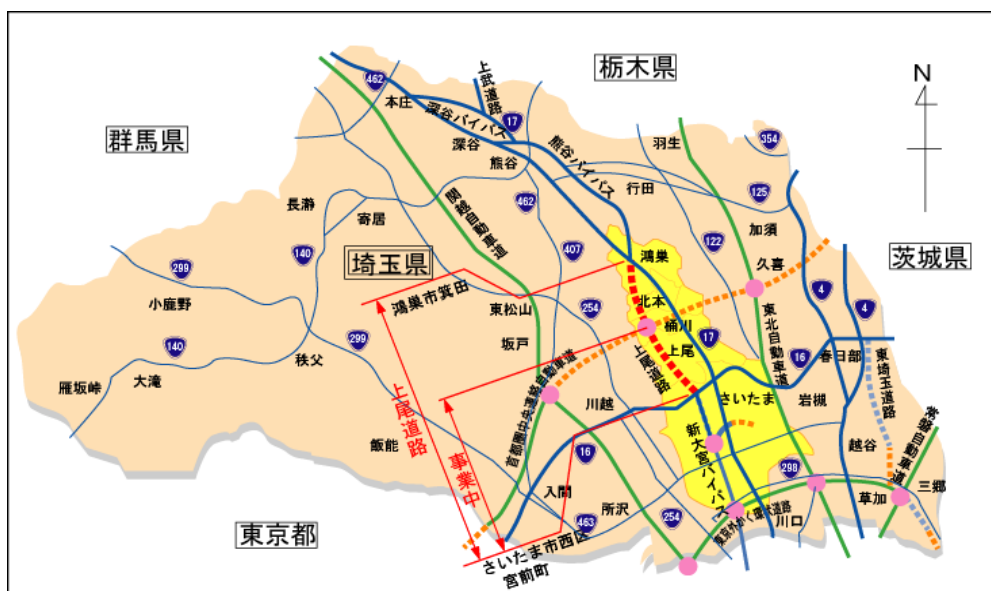 栃木県
N
462
上武道路
本庄
深谷バイパス
17
群馬県
深谷
熊谷バイパス
羽生
354
熊谷
行田
125
長瀞
関越自動車道
462
寄居
加須
407
122
茨城県
140
鴻巣
埼玉県
久喜
299
鴻巣市箕田
北本
4
4
小鹿野
東松山
254
桶川
東北自動車道
17
坂戸
上尾
16
春日部
299
140
秩父
上尾道路
東埼玉道路
大滝
雁坂峠
首都圏中央連絡自動車道
さいたま
岩槻
川越
上尾道路
常磐自動車道
新大宮バイパス
飯能
越谷
事業中
16
298
入間
三郷
所沢
草加
463
254
東京外かく環状道路
川口
東京都
さいたま市西区
宮前町